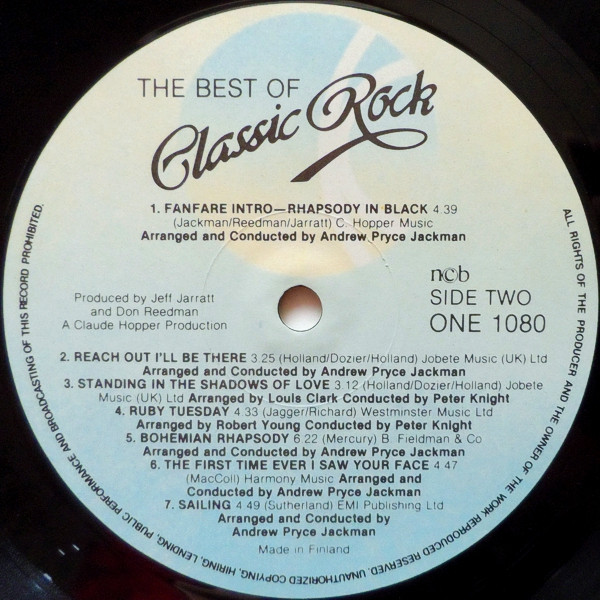 THE BEST OF
Classic Rock
1. FANFARE INTRO—RHAPSODY IN BLACK 4.39
(Jackman/Reedman/Jarratt) C. Hopper Music
Arranged and Conducted by Andrew Pryce Jackman
Produced by Jeff Jarratt
and Don Reedman
A Claude Hopper Production
ncb
SIDE TWO
ONE 1080
2. REACH OUT I'LL BE THERE 3.25 (Holland/Dozier/Holland) Jobete Music (UK) Ltd
Arranged and Conducted by Andrew Pryce Jackman
3. STANDING IN THE SHADOWS OF LOVE 3.12 (Holland/Dozier/Holland) Jobete
Music (UK) Ltd Arranged by Louis Clark Conducted by Peter Knight
4. RUBY TUESDAY 4.33 (Jagger/Richard) Westminster Music Ltd
Arranged by Robert Young Conducted by Peter Knight
5. BOHEMIAN RHAPSODY 6.22 (Mercury) B. Fieldman & Co
Arranged and Conducted by Andrew Pryce Jackman
6. THE FIRST TIME EVER I SAW YOUR FACE 4.47
(MacColl) Harmony Music Arranged and
Conducted by Andrew Pryce Jackman
7. SAILING 4.49 (Sutherland) EMI Publishing Ltd
Arranged and Conducted by
Andrew Pryce Jackman
Made in Finland
ALL RIGHTS OF THE PRODUCER AND THE OWNER OF THE WORK REPRODUCED RESERVED. UNAUTHORIZED COPYING, HIRING, LENDING, PUBLIC PERFORMANCE AND BROADCASTING OF THIS RECORD PROHIBITED.